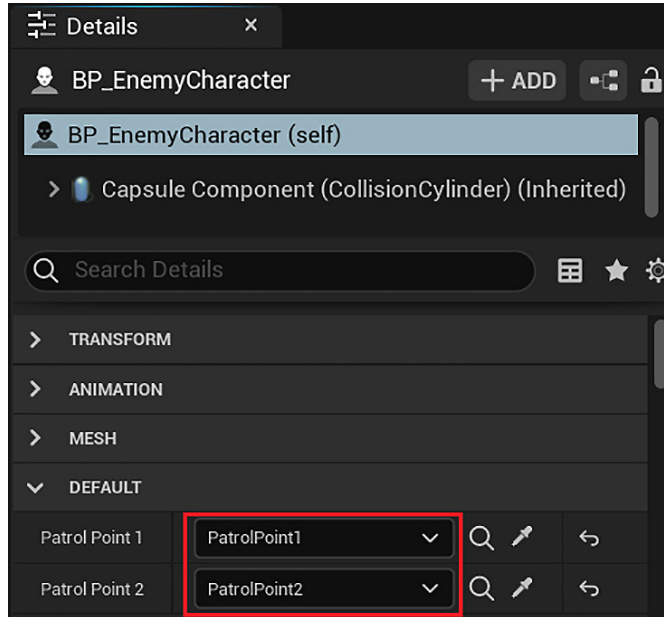 Details
BP_EnemyCharacter
+ ADD
BP_EnemyCharacter (self)
Capsule Component (CollisionCylinder) (Inherited)
Search Details
TRANSFORM
ANIMATION
MESH
DEFAULT
Patrol Point 1 PatrolPoint1
Patrol Point 2 PatrolPoint2